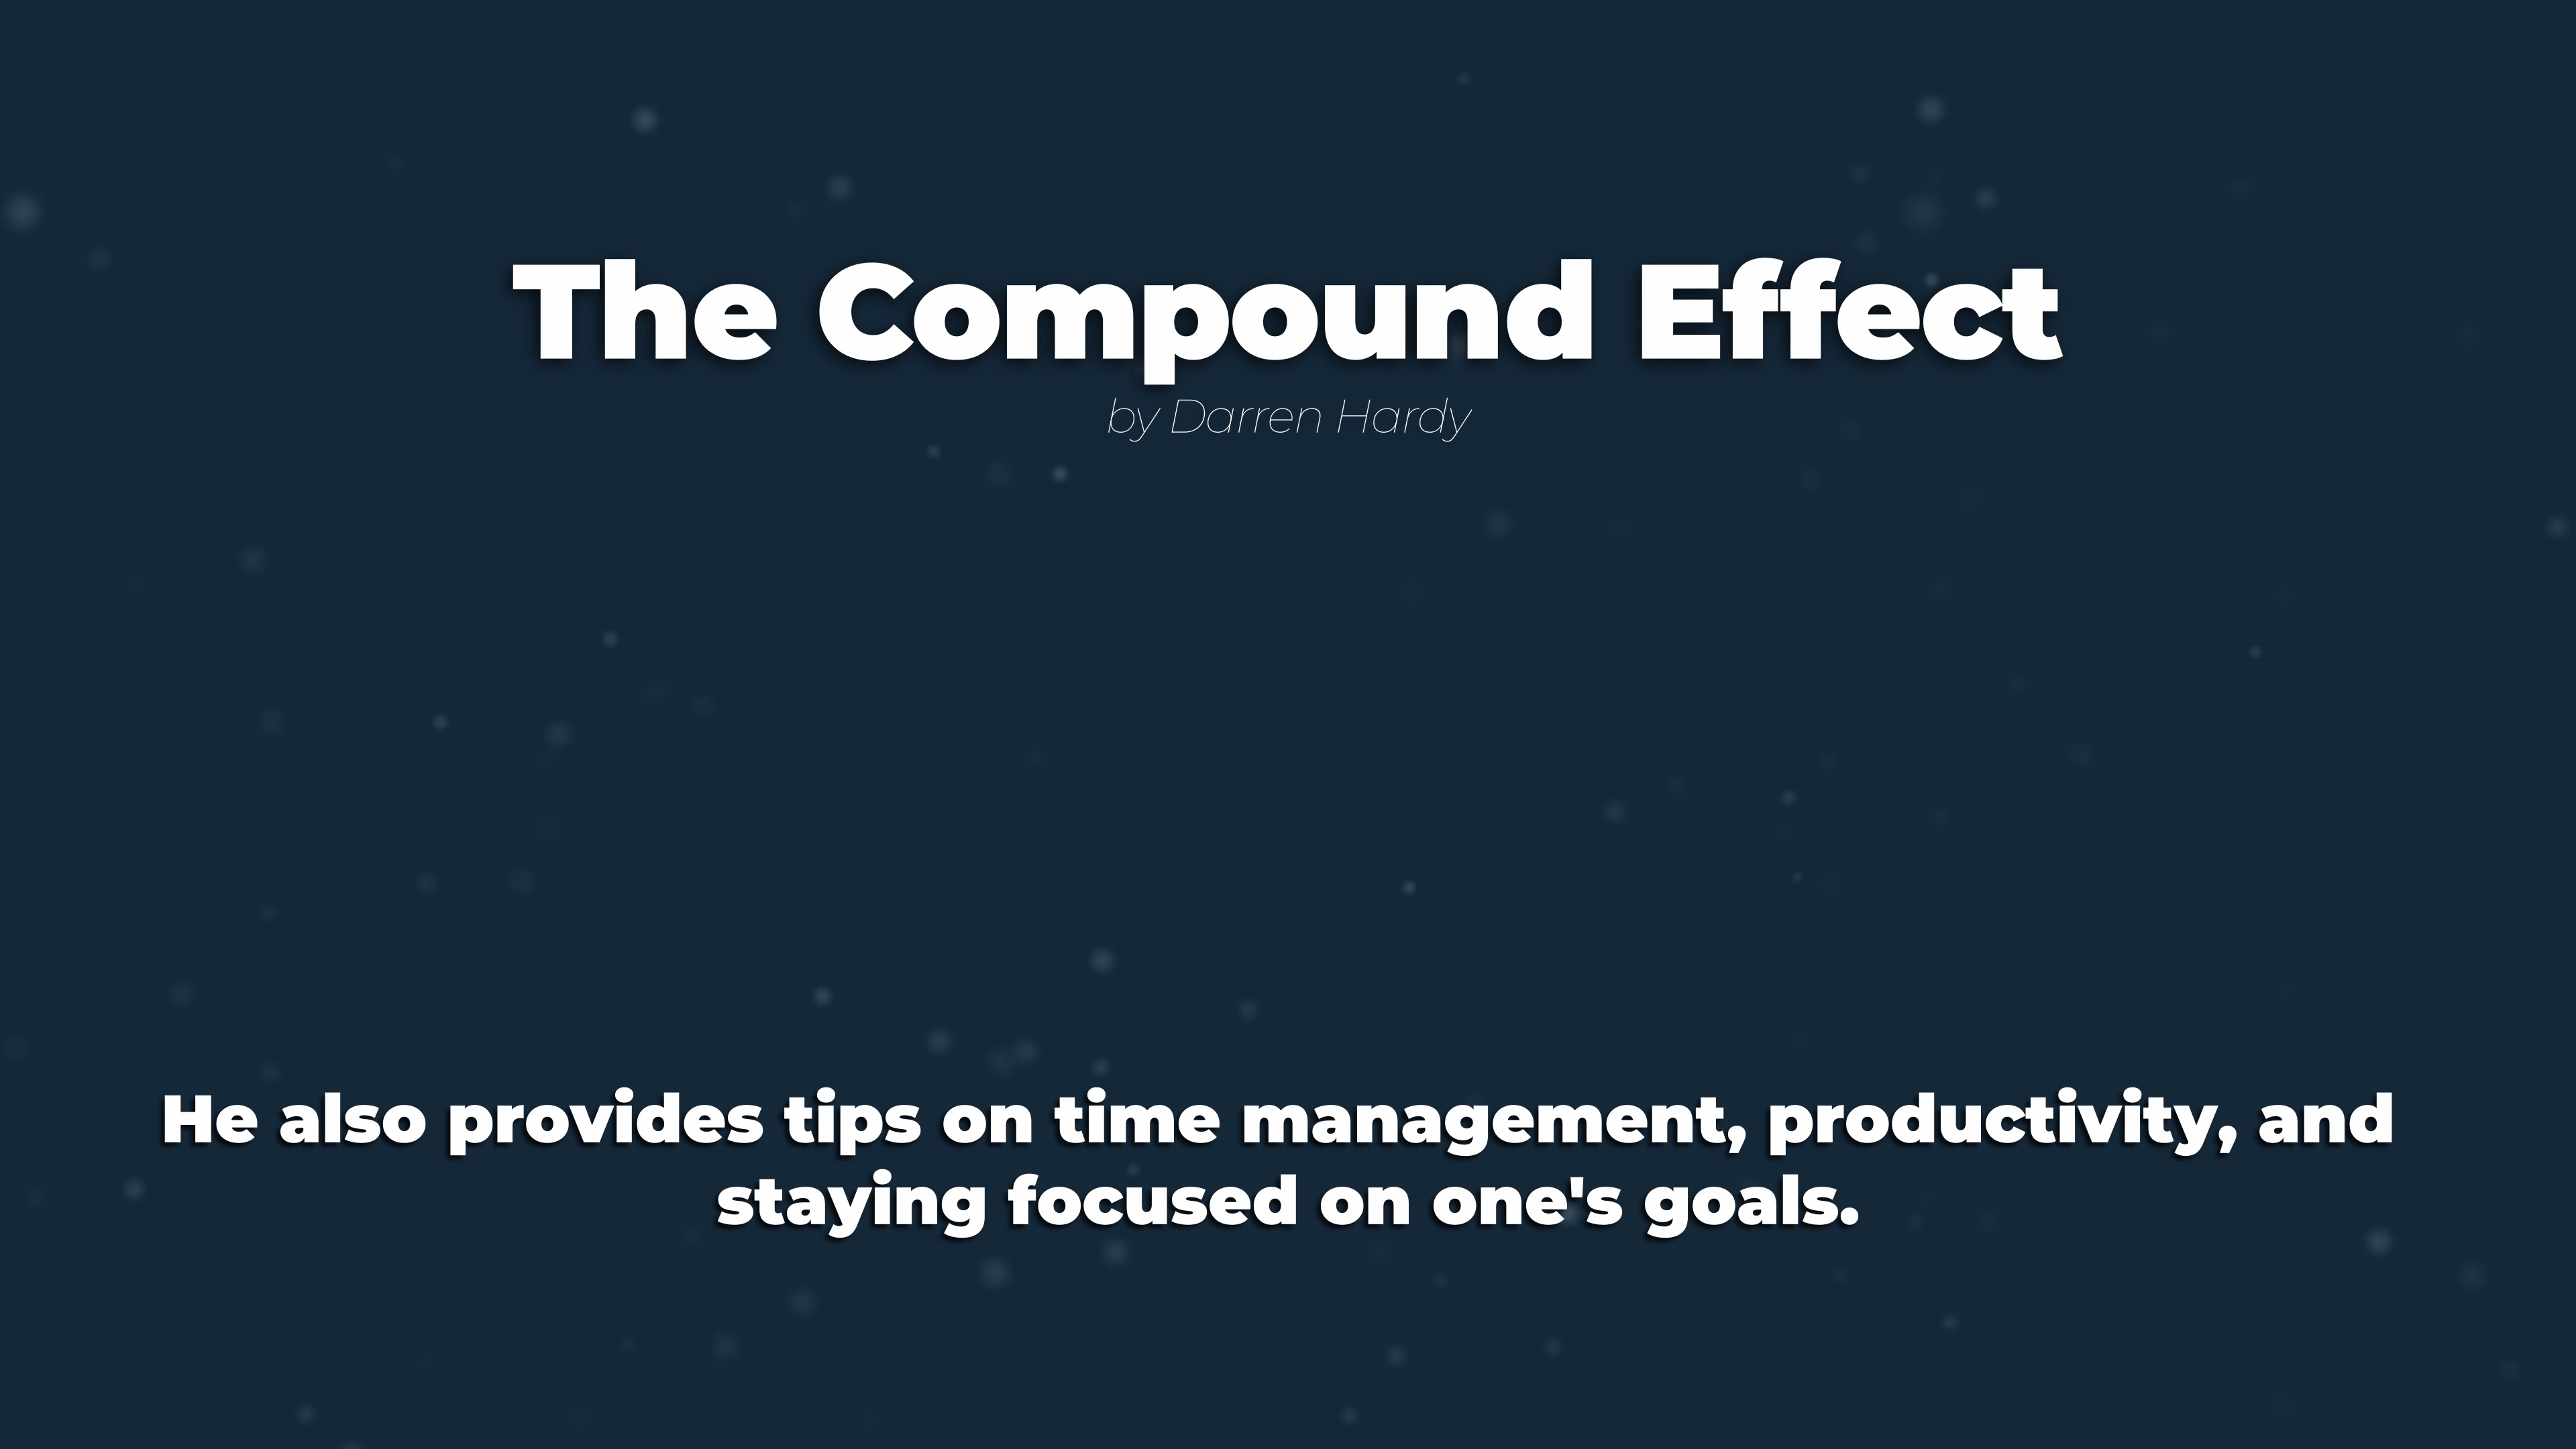 The Compound Effect
by Darren Hardy
He also provides tips on time management, productivity, and
staying focused on one's goals.